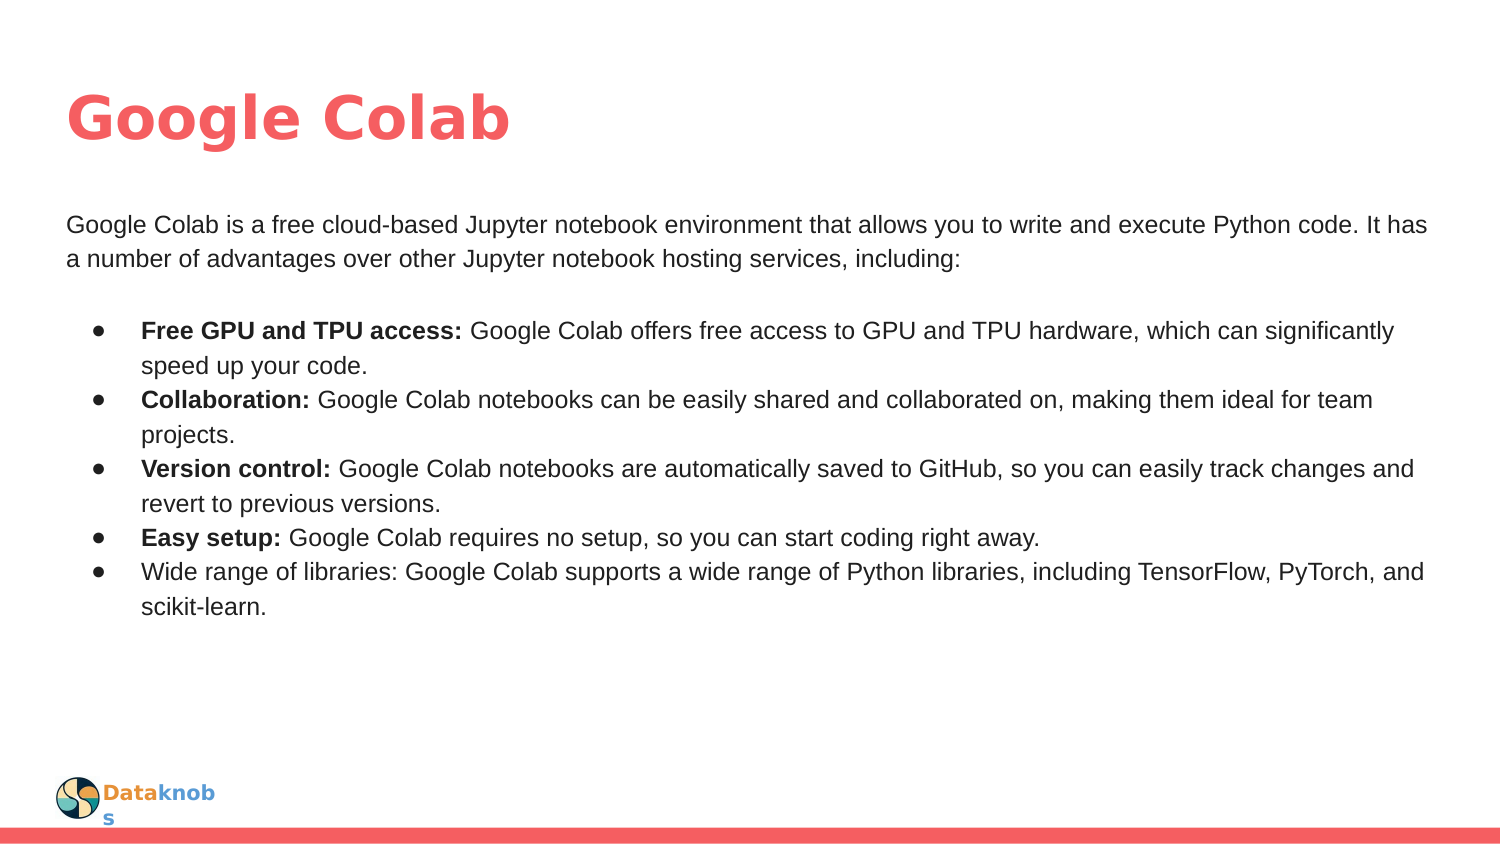 Google Colab
Google Colab is a free cloud-based Jupyter notebook environment that allows you to write and execute Python code. It has
a number of advantages over other Jupyter notebook hosting services, including:
● Free GPU and TPU access: Google Colab offers free access to GPU and TPU hardware, which can significantly
speed up your code.
● Collaboration: Google Colab notebooks can be easily shared and collaborated on, making them ideal for team
projects.
● Version control: Google Colab notebooks are automatically saved to GitHub, so you can easily track changes and
revert to previous versions.
● Easy setup: Google Colab requires no setup, so you can start coding right away.
● Wide range of libraries: Google Colab supports a wide range of Python libraries, including TensorFlow, PyTorch, and
scikit-learn.
Dataknob
s